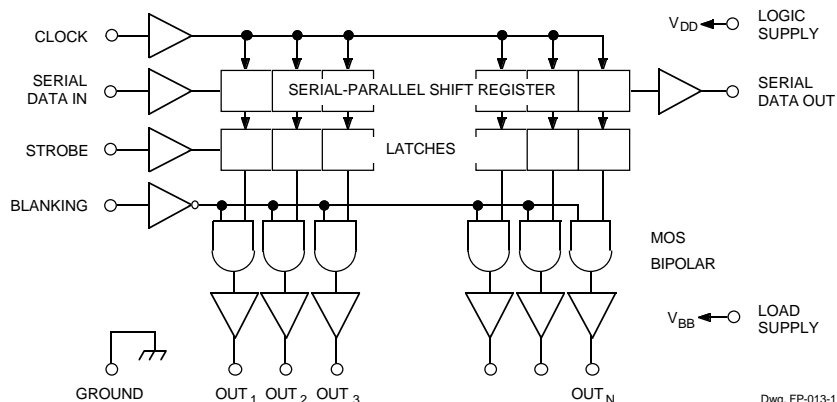 CLOCK
V_DD
LOGIC
SUPPLY
SERIAL
DATA IN
SERIAL-PARALLEL SHIFT REGISTER
SERIAL
DATA OUT
STROBE
LATCHES
BLANKING
MOS
BIPOLAR
V_BB
LOAD
SUPPLY
GROUND
OUT_1 OUT_2 OUT_3
OUT_N
Dwg. FP-013-1